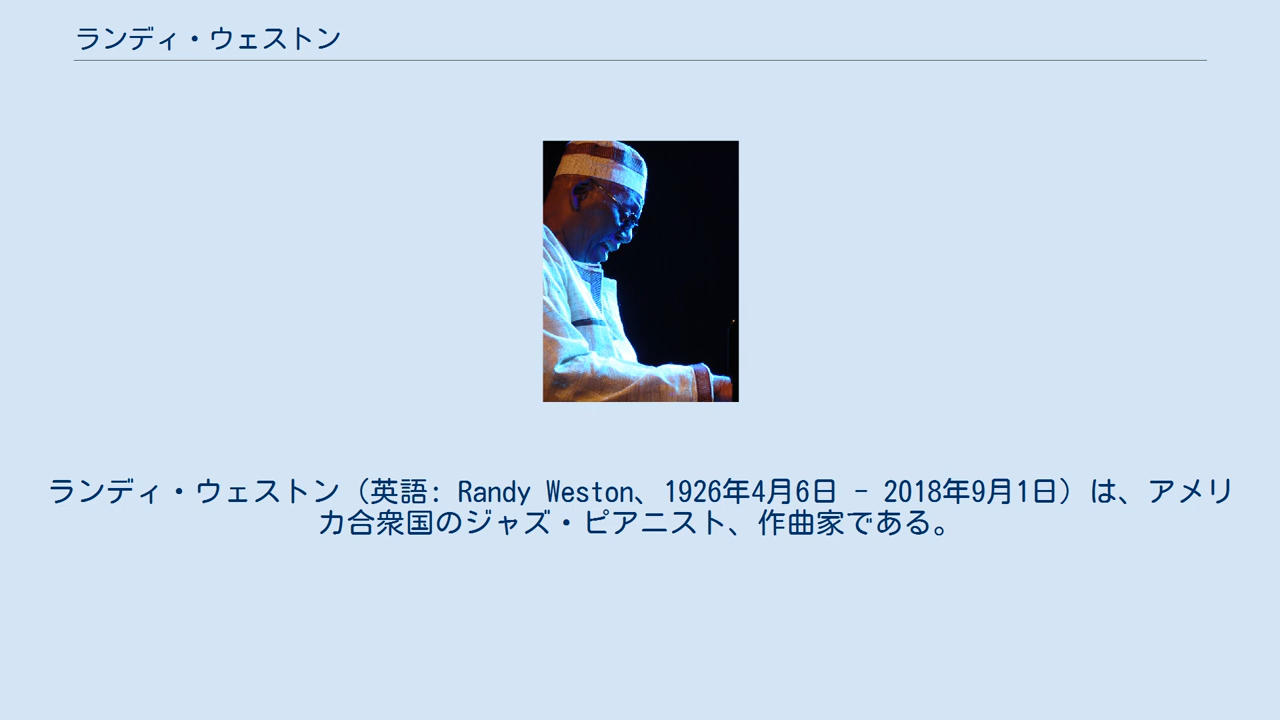 ランディ・ウェストン
ランディ・ウェストン（英語: Randy Weston、1926年4月6日 - 2018年9月1日）は、アメリ
カ合衆国のジャズ・ピアニスト、作曲家である。